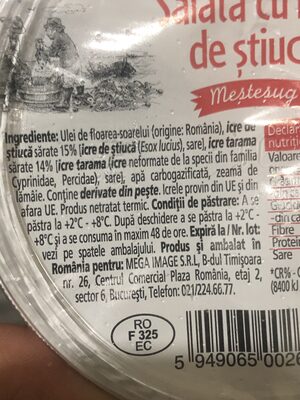 Salată cu
de știuc
Meșteșug
Ingrediente: Ulei de floarea-soarelui (origine: România), icre de
știucă sărate 15% [icre de știucă (Esox lucius), sare], icre tarama
sărate 14% [icre tarama (icre neformate de la specii din familia
Cyprinidae, Percidae), sare], apă carbogazificată, zeamă de
lămâie. Conține derivate din pește. Icrele provin din UE și din
afara UE. Produs netratat termic. Condiții de păstrare: A se
păstra la +2°C - +8°C. După deschidere a se păstra la +2°C -
+8°C și a se consuma în maxim 48 de ore. Expiră la / Nr. lot:
vezi pe spatele ambalajului. Produs și ambalat în
România pentru: MEGA IMAGE S.R.L, B-dul Timișoara
nr. 26, Centrul Comercial Plaza România, etaj 2,
sector 6, București, Telefon: 021/224.66.77.
Declar
nutriți
Valoar
Fibre
Protein
Sare
*CR%- C
(8400 kJ
RO
F 325
EC
5 949065 0026